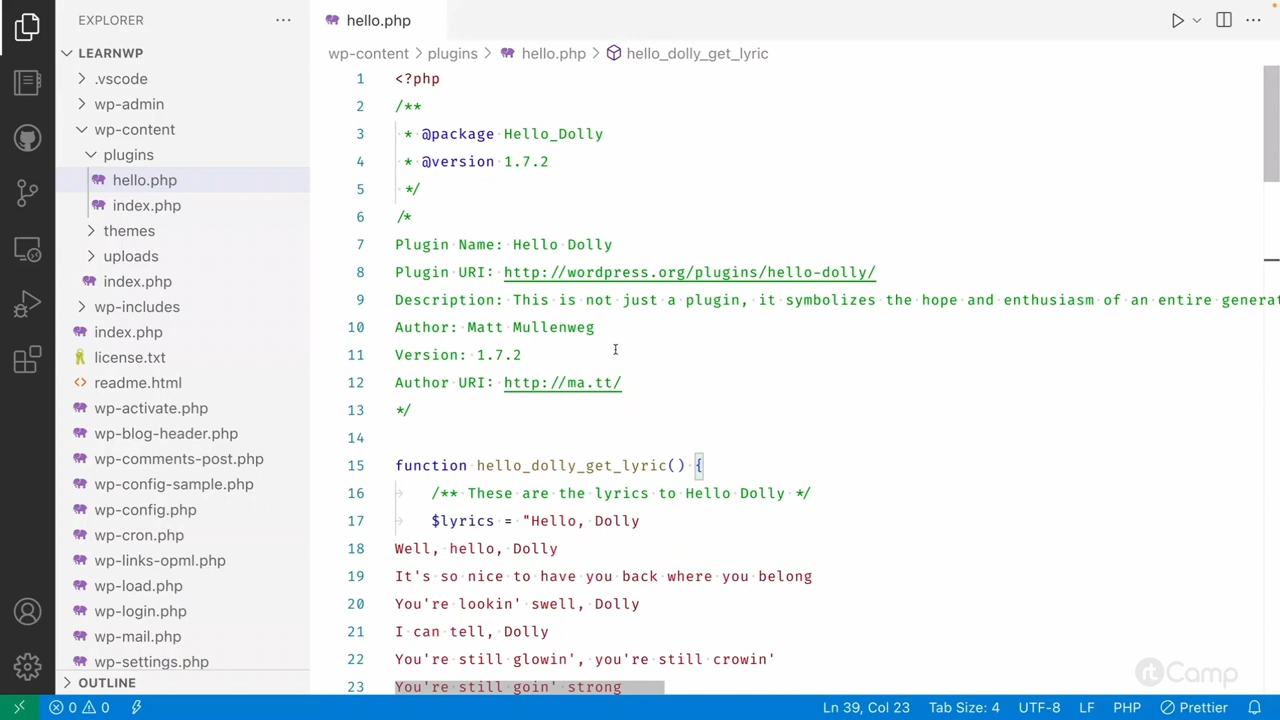 EXPLORER
hello.php
LEARNWP
wp-content > plugins > hello.php > hello_dolly_get_lyric
.vscode
wp-admin
wp-content
plugins
hello.php
index.php
themes
uploads
index.php
wp-includes
index.php
license.txt
readme.html
wp-activate.php
wp-blog-header.php
wp-comments-post.php
wp-config-sample.php
wp-config.php
wp-cron.php
wp-links-opml.php
wp-load.php
wp-login.php
wp-mail.php
wp-settings.php
OUTLINE
1 <?php
2 /**
3 * @package Hello_Dolly
4 * @version 1.7.2
5 */
6 /*
7 Plugin Name: Hello Dolly
8 Plugin URI: http://wordpress.org/plugins/hello-dolly/
9 Description: This is not just a plugin, it symbolizes the hope and enthusiasm of an entire generat
10 Author: Matt Mullenweg
11 Version: 1.7.2
12 Author URI: http://ma.tt/
13 */
14
15 function hello_dolly_get_lyric() {
16 /** These are the lyrics to Hello Dolly */
17 $lyrics = "Hello, Dolly
18 Well, hello, Dolly
19 It's so nice to have you back where you belong
20 You're lookin' swell, Dolly
21 I can tell, Dolly
22 You're still glowin', you're still crowin'
23 You're still goin' strong
rtCamp
0 0 Ln 39, Col 23 Tab Size: 4 UTF-8 LF PHP Prettier